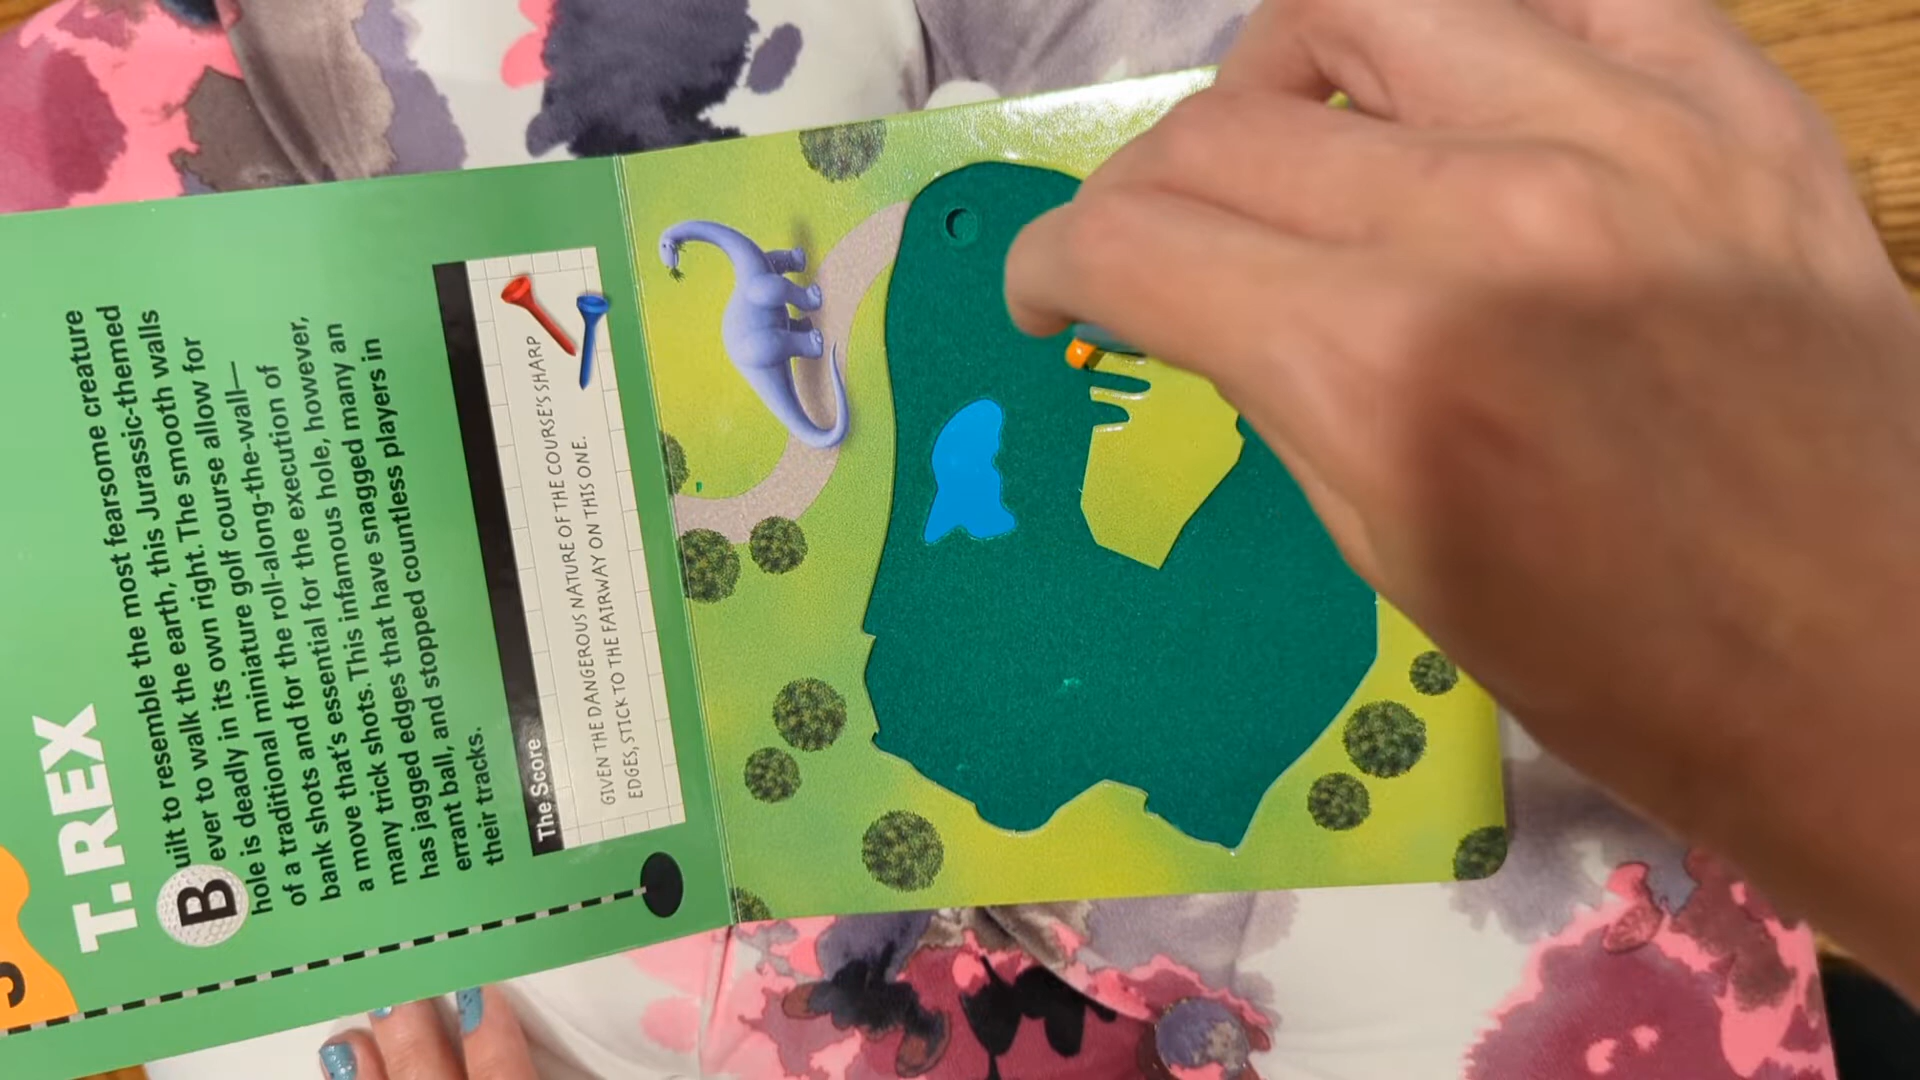 T. REX
Built to resemble the most fearsome creature
ever to walk the earth, this Jurassic-themed
hole is deadly in its own right. The smooth walls
of a traditional miniature golf course allow for
bank shots and for the roll-along-the-wall—
a move that's essential for the execution of
many trick shots. This infamous hole, however,
has jagged edges that have snagged many an
errant ball, and stopped countless players in
their tracks.
The Score
GIVEN THE DANGEROUS NATURE OF THE COURSE'S SHARP
EDGES, STICK TO THE FAIRWAY ON THIS ONE.